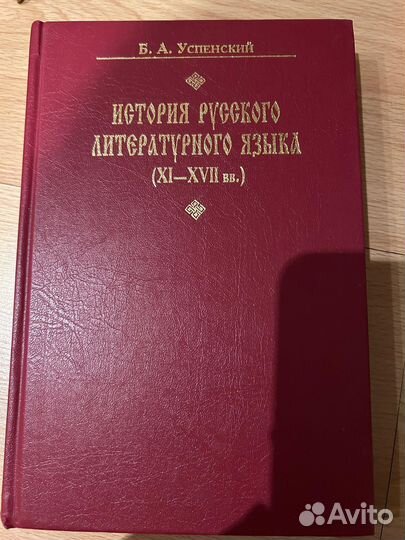 Б. А. Успенский
ИСТОРИЯ РУССКОГО
ЛИТЕРАТУРНОГО ЯЗЫКА
(XI—XVII вв.)
Avito